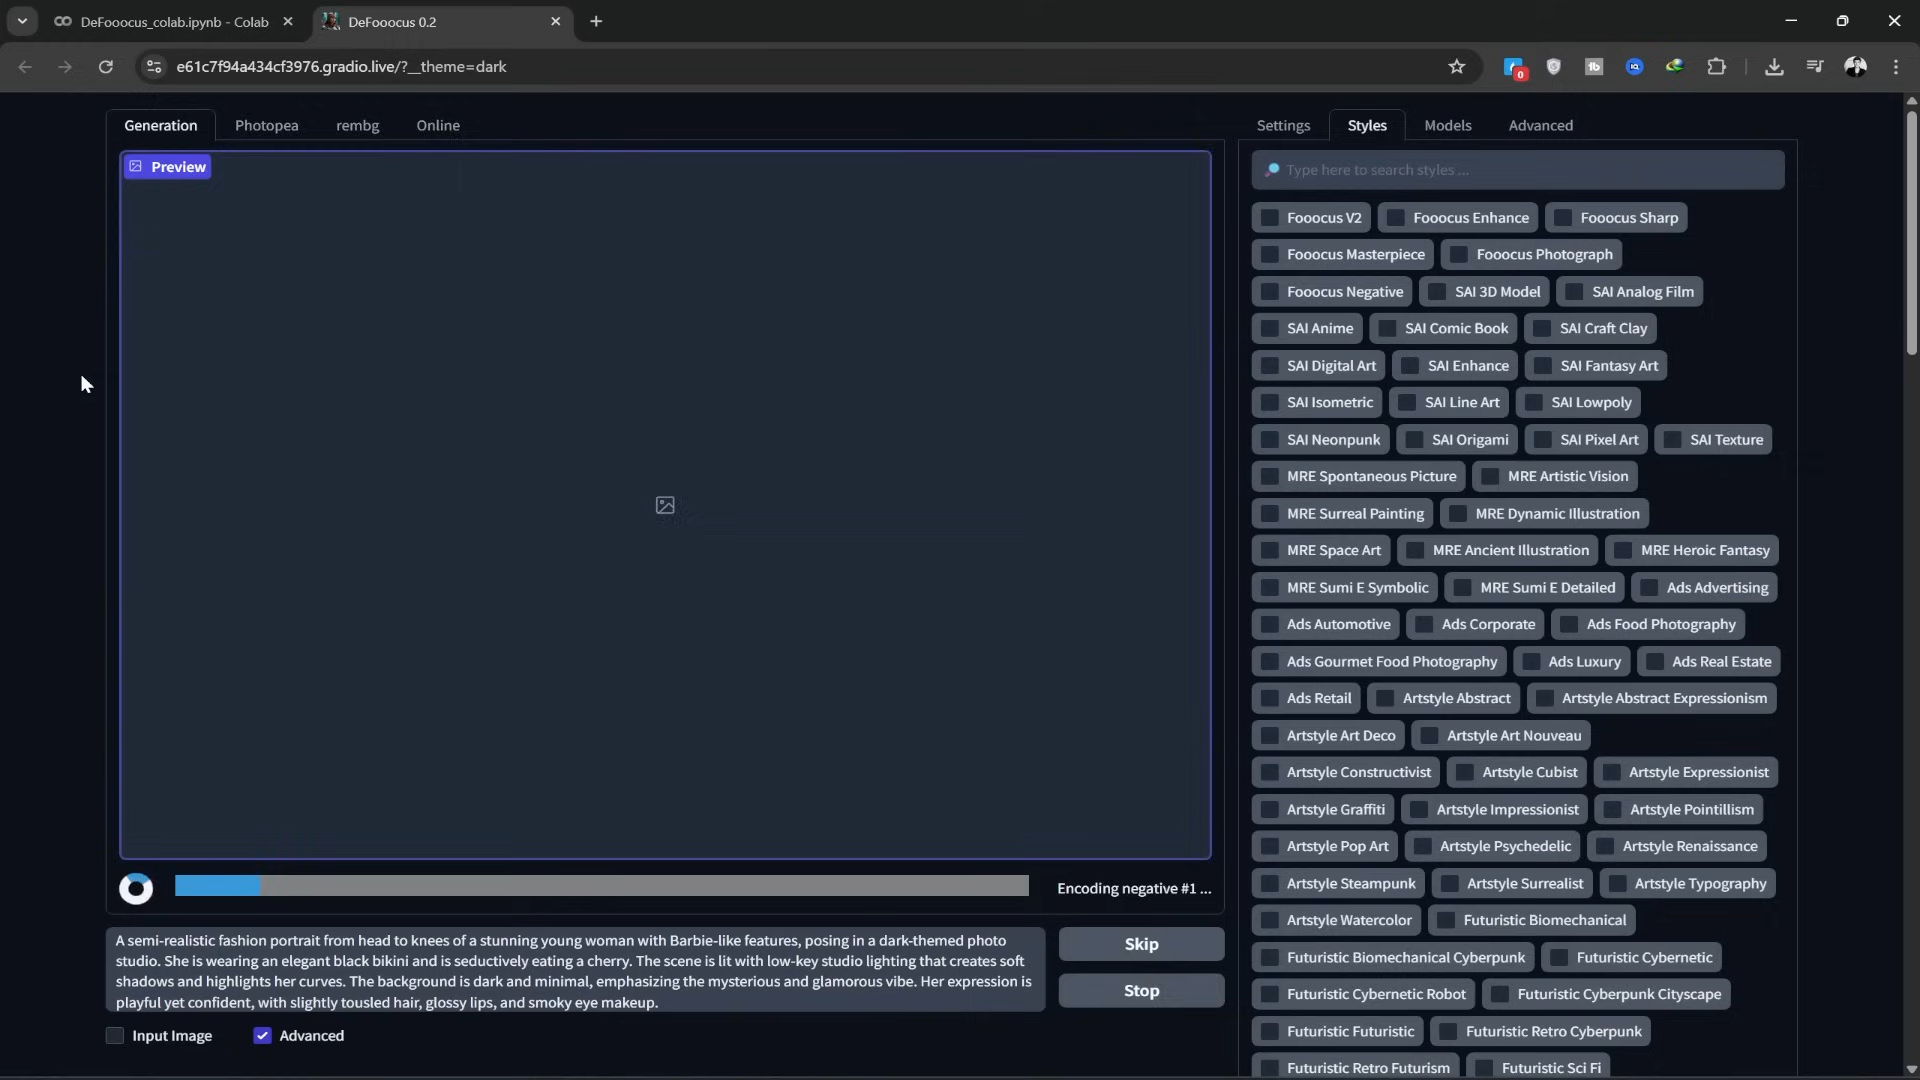 DeFooocus_colab.ipynb - Colab
DeFooocus 0.2
e61c7f94a434cf3976.gradio.live/?__theme=dark
0
Generation Photopea rembg Online
Settings Styles Models Advanced
Preview
Type here to search styles ...
Fooocus V2 Fooocus Enhance Fooocus Sharp
Fooocus Masterpiece Fooocus Photograph
Fooocus Negative SAI 3D Model SAI Analog Film
SAI Anime SAI Comic Book SAI Craft Clay
SAI Digital Art SAI Enhance SAI Fantasy Art
SAI Isometric SAI Line Art SAI Lowpoly
SAI Neonpunk SAI Origami SAI Pixel Art SAI Texture
MRE Spontaneous Picture MRE Artistic Vision
MRE Surreal Painting MRE Dynamic Illustration
MRE Space Art MRE Ancient Illustration MRE Heroic Fantasy
MRE Sumi E Symbolic MRE Sumi E Detailed Ads Advertising
Ads Automotive Ads Corporate Ads Food Photography
Ads Gourmet Food Photography Ads Luxury Ads Real Estate
Ads Retail Artstyle Abstract Artstyle Abstract Expressionism
Artstyle Art Deco Artstyle Art Nouveau
Artstyle Constructivist Artstyle Cubist Artstyle Expressionist
Artstyle Graffiti Artstyle Impressionist Artstyle Pointillism
Artstyle Pop Art Artstyle Psychedelic Artstyle Renaissance
Artstyle Steampunk Artstyle Surrealist Artstyle Typography
Artstyle Watercolor Futuristic Biomechanical
Futuristic Biomechanical Cyberpunk Futuristic Cybernetic
Futuristic Cybernetic Robot Futuristic Cyberpunk Cityscape
Futuristic Futuristic Futuristic Retro Cyberpunk
Futuristic Retro Futurism Futuristic Sci Fi
Encoding negative #1 ...
A semi-realistic fashion portrait from head to knees of a stunning young woman with Barbie-like features, posing in a dark-themed photo
studio. She is wearing an elegant black bikini and is seductively eating a cherry. The scene is lit with low-key studio lighting that creates soft
shadows and highlights her curves. The background is dark and minimal, emphasizing the mysterious and glamorous vibe. Her expression is
playful yet confident, with slightly tousled hair, glossy lips, and smoky eye makeup.
Skip
Stop
Input Image Advanced